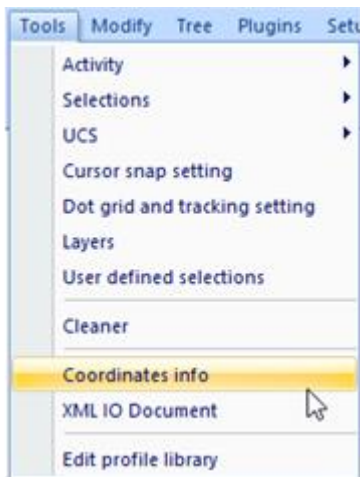 Tools Modify Tree Plugins Setu
Activity
Selections
UCS
Cursor snap setting
Dot grid and tracking setting
Layers
User defined selections
Cleaner
Coordinates info
XML IO Document
Edit profile library